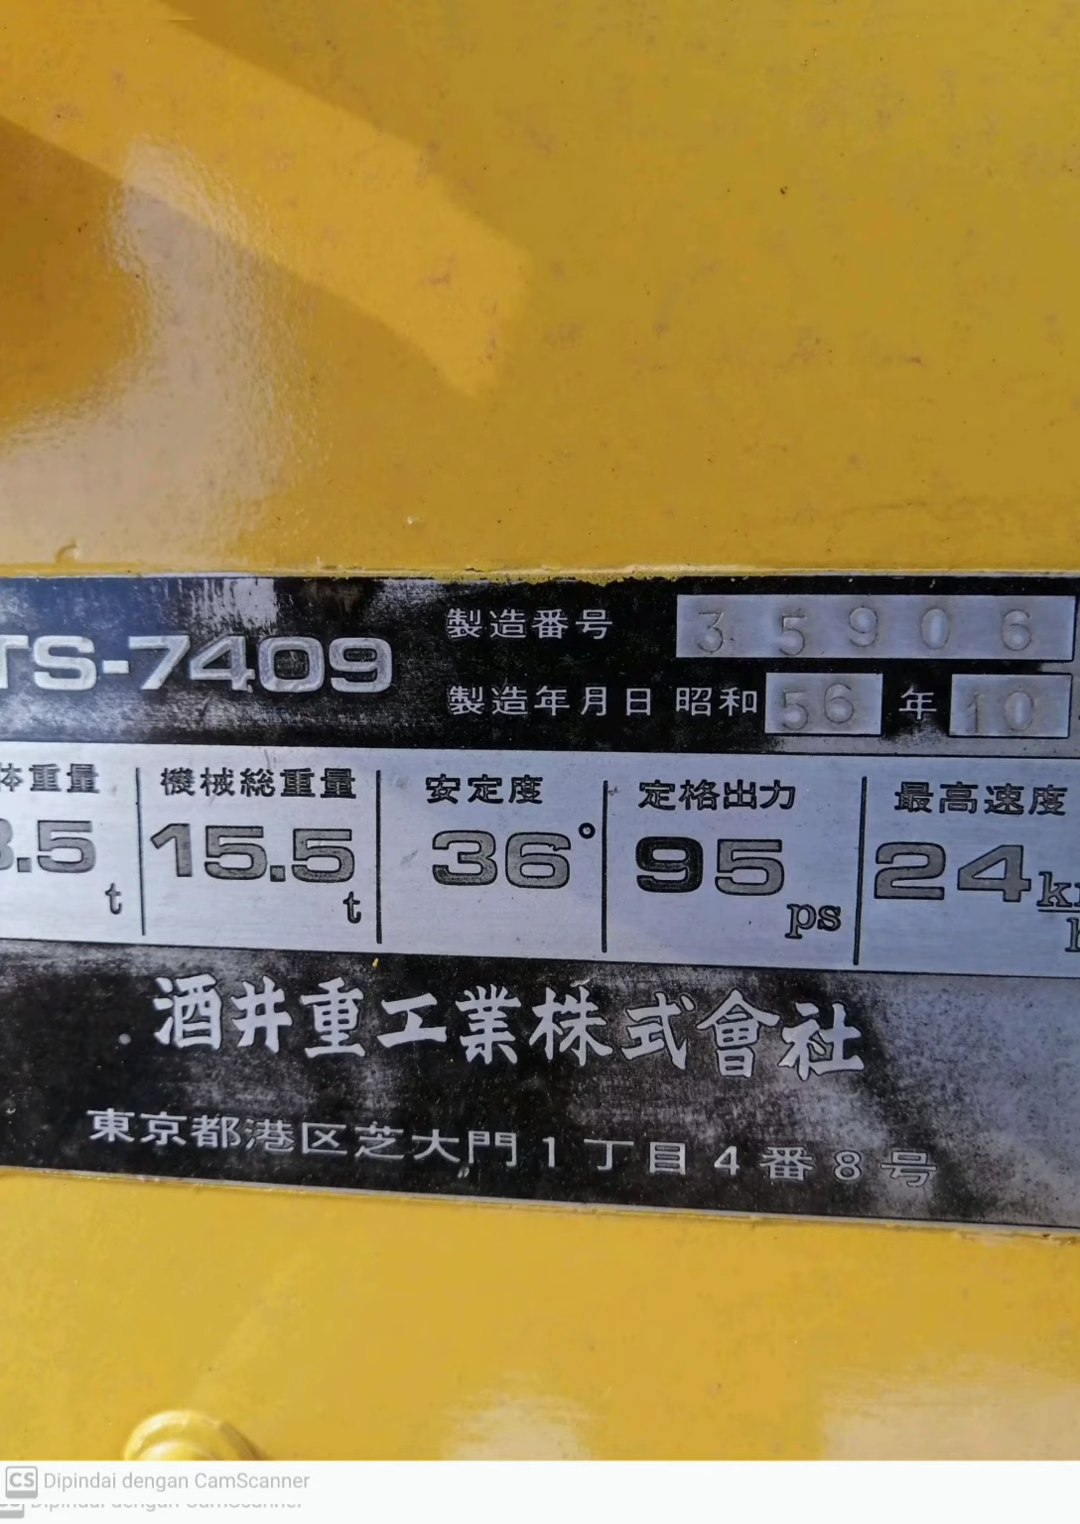 TS-7409
製造番号 35906
製造年月日 昭和 56 年 10
体重量 機械総重量 安定度 定格出力 最高速度
.5 t 15.5 t 36° 95 ps 24
酒井重工業株式會社
東京都港区芝大門1丁目4番8号
CS Dipindai dengan CamScanner